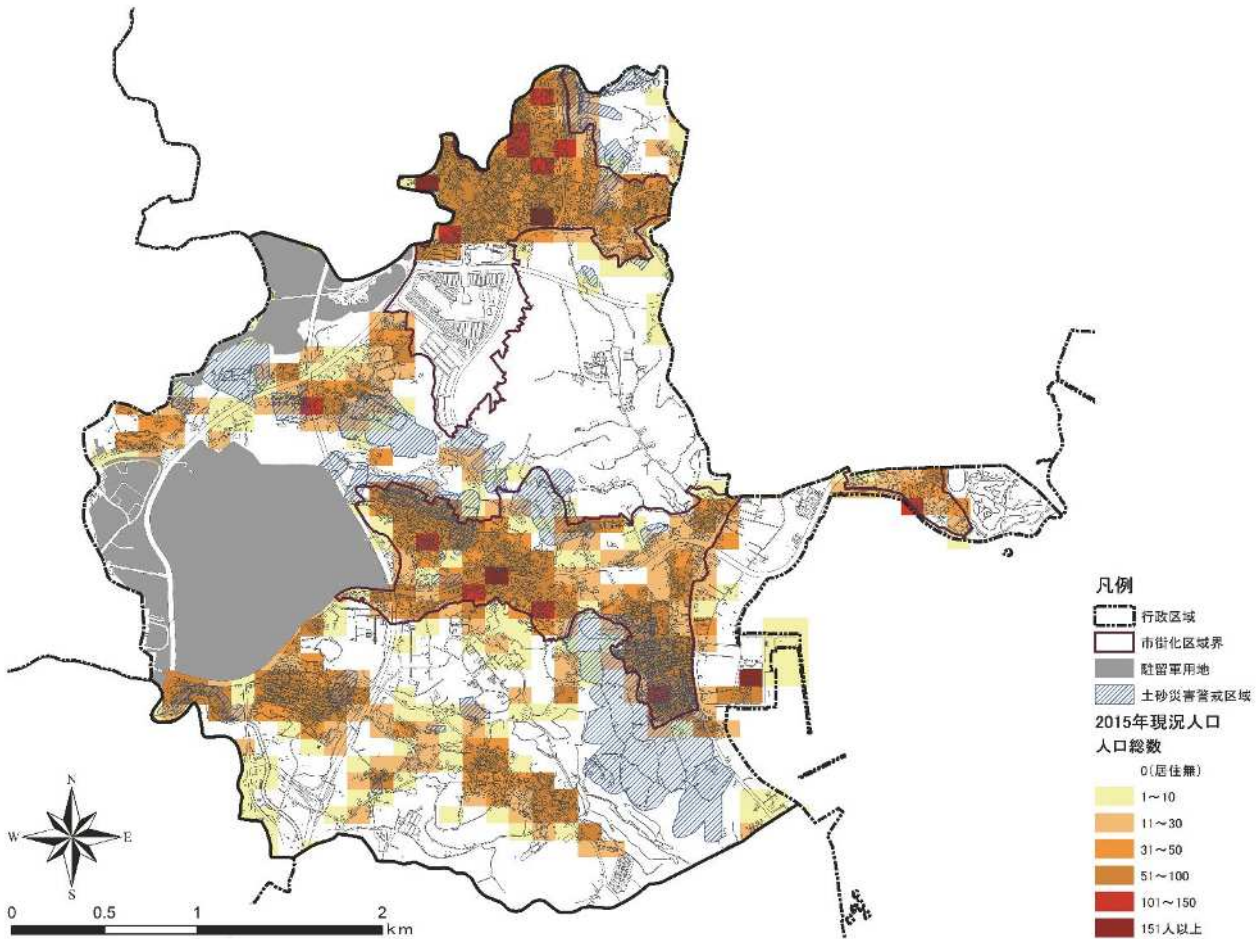 凡例
行政区域
市街化区域界
駐留軍用地
土砂災害警戒区域
2015年現況人口
人口総数
0(居住無)
1～10
11～30
31～50
51～100
101～150
151人以上
N
W E
S
0 0.5 1 2
km